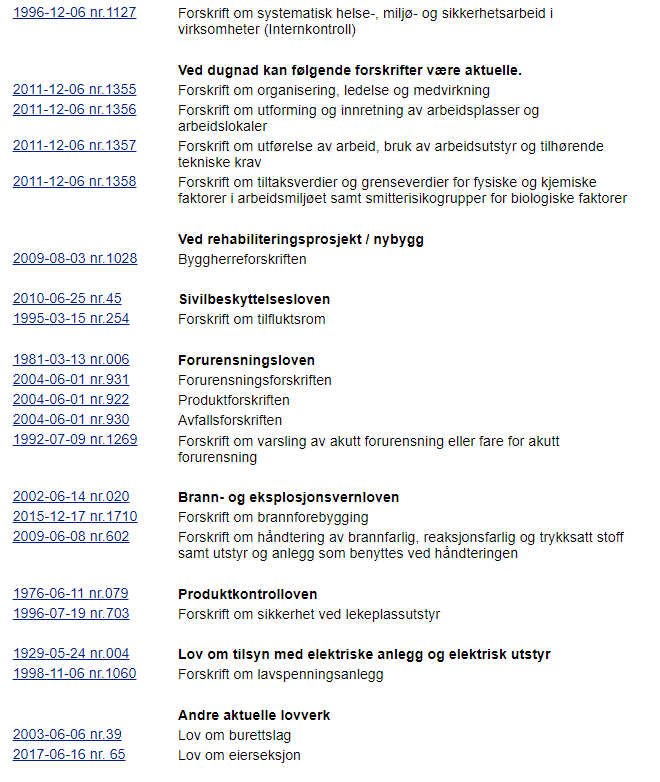 1996-12-06 nr.1127 Forskrift om systematisk helse-, miljø- og sikkerhetsarbeid i
virksomheter (Internkontroll)
Ved dugnad kan følgende forskrifter være aktuelle.
2011-12-06 nr.1355 Forskrift om organisering, ledelse og medvirkning
2011-12-06 nr.1356 Forskrift om utforming og innretning av arbeidsplasser og
arbeidslokaler
2011-12-06 nr.1357 Forskrift om utførelse av arbeid, bruk av arbeidsutstyr og tilhørende
tekniske krav
2011-12-06 nr.1358 Forskrift om tiltaksverdier og grenseverdier for fysiske og kjemiske
faktorer i arbeidsmiljøet samt smitterisikogrupper for biologiske faktorer
Ved rehabiliteringsprosjekt / nybygg
2009-08-03 nr.1028 Byggherreforskriften
2010-06-25 nr.45 Sivilbeskyttelsesloven
1995-03-15 nr.254 Forskrift om tilfluktsrom
1981-03-13 nr.006 Forurensningsloven
2004-06-01 nr.931 Forurensningsforskriften
2004-06-01 nr.922 Produktforskriften
2004-06-01 nr.930 Avfallsforskriften
1992-07-09 nr.1269 Forskrift om varsling av akutt forurensning eller fare for akutt
forurensning
2002-06-14 nr.020 Brann- og eksplosjonsvernloven
2015-12-17 nr.1710 Forskrift om brannforebygging
2009-06-08 nr.602 Forskrift om håndtering av brannfarlig, reaksjonsfarlig og trykksatt stoff
samt utstyr og anlegg som benyttes ved håndteringen
1976-06-11 nr.079 Produktkontrolloven
1996-07-19 nr.703 Forskrift om sikkerhet ved lekeplassutstyr
1929-05-24 nr.004 Lov om tilsyn med elektriske anlegg og elektrisk utstyr
1998-11-06 nr.1060 Forskrift om lavspenningsanlegg
Andre aktuelle lovverk
2003-06-06 nr.39 Lov om burettslag
2017-06-16 nr. 65 Lov om eierseksjon